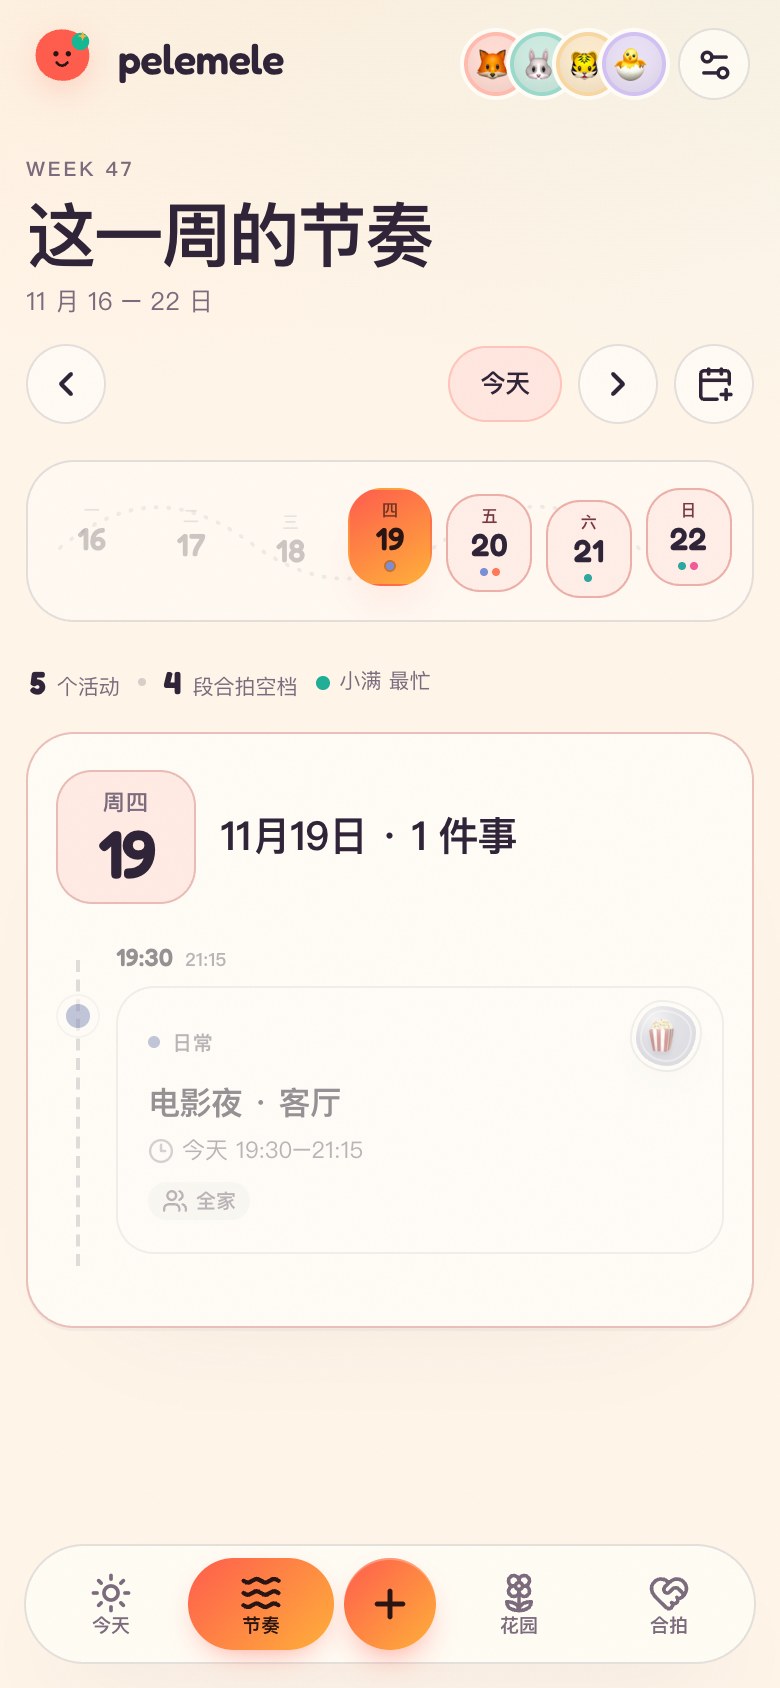 pelemele
WEEK 47
这一周的节奏
11 月 16 — 22 日
今天
一 二 三 四 五 六 日
16 17 18 19 20 21 22
5 个活动 • 4 段合拍空档 小满 最忙
周四
19
11月19日 · 1 件事
19:30 21:15
日常
电影夜 · 客厅
今天 19:30—21:15
全家
今天 节奏 花园 合拍